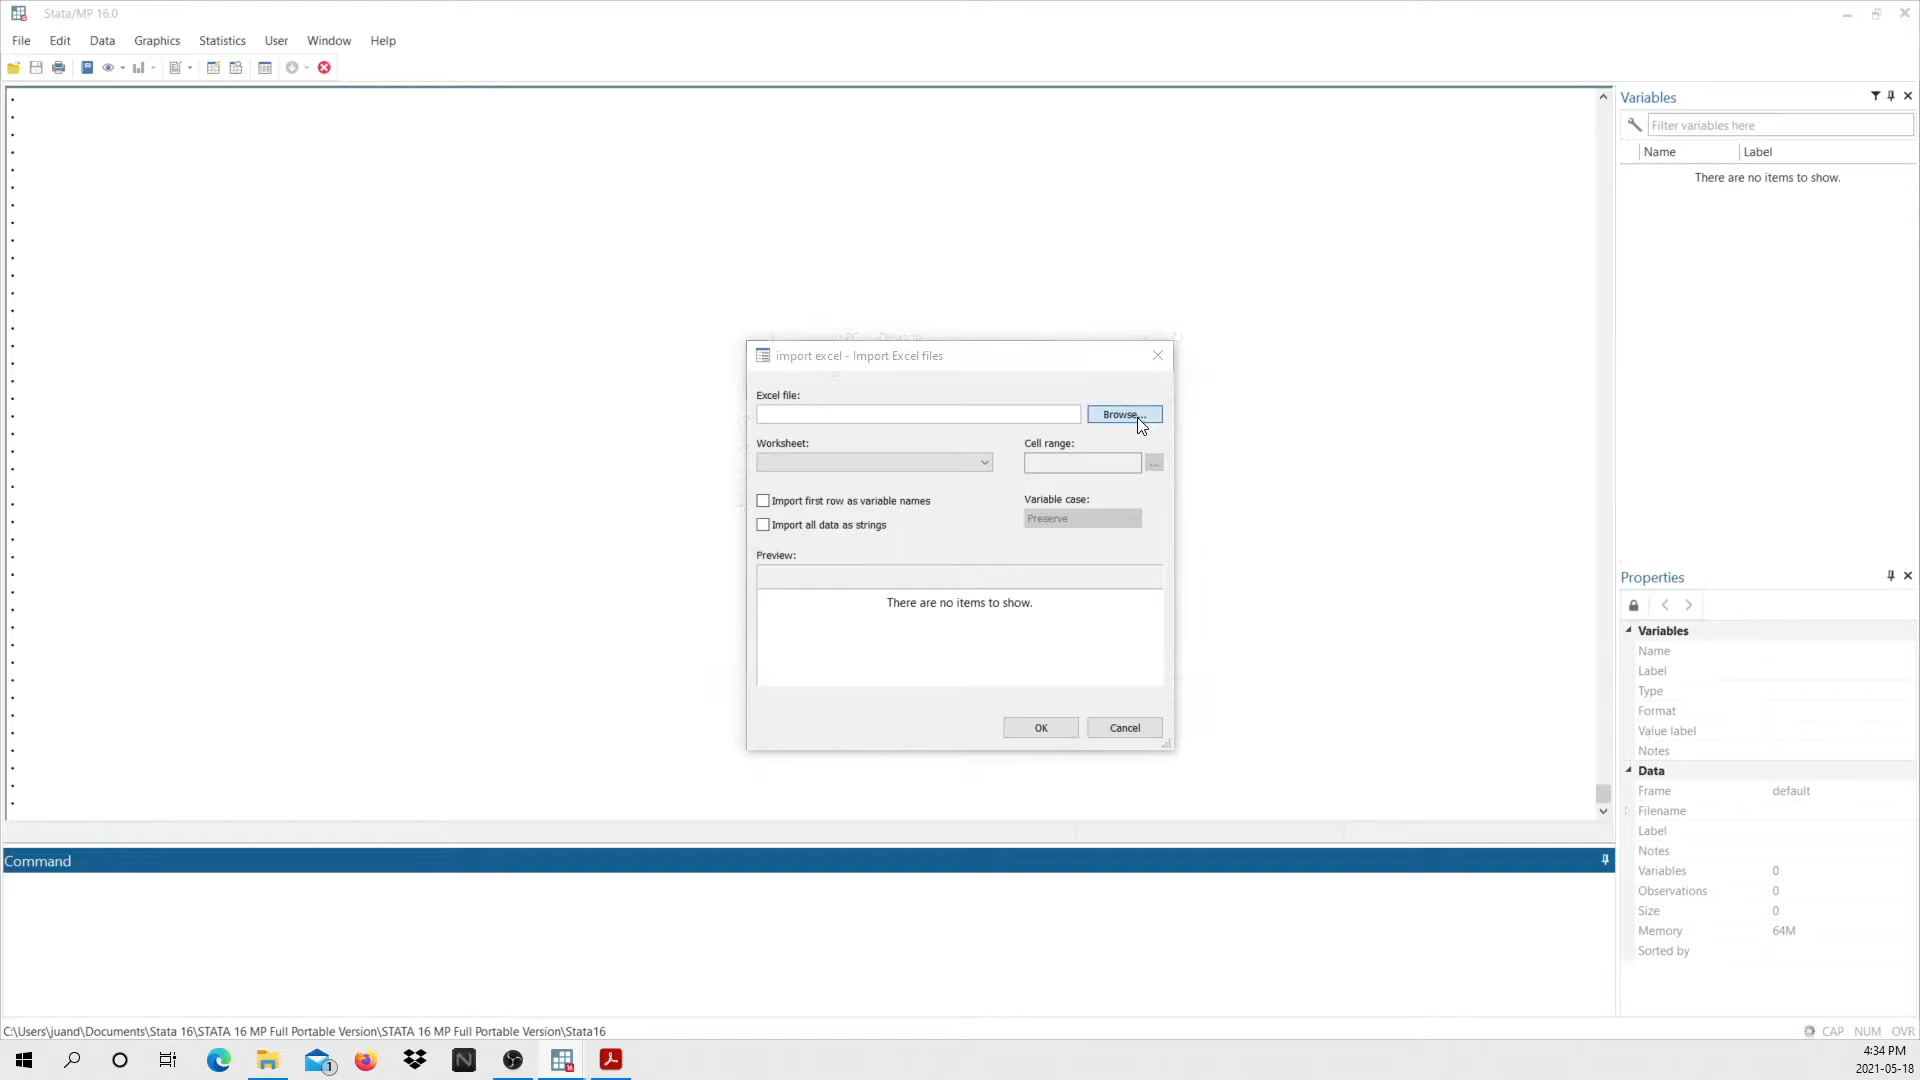 Stata/MP 16.0
File Edit Data Graphics Statistics User Window Help
Variables
Filter variables here
Name Label
There are no items to show.
import excel - Import Excel files
Excel file:
Browse...
Worksheet:
Cell range:
...
Import first row as variable names
Variable case:
Preserve
Import all data as strings
Preview:
There are no items to show.
OK Cancel
Properties
Variables
Name
Label
Type
Format
Value label
Notes
Data
Frame default
Filename
Label
Notes
Variables 0
Observations 0
Size 0
Memory 64M
Sorted by
Command
C:\Users\juand\Documents\Stata 16\STATA 16 MP Full Portable Version\STATA 16 MP Full Portable Version\Stata16
CAP NUM OVR
1
16
4:34 PM
2021-05-18